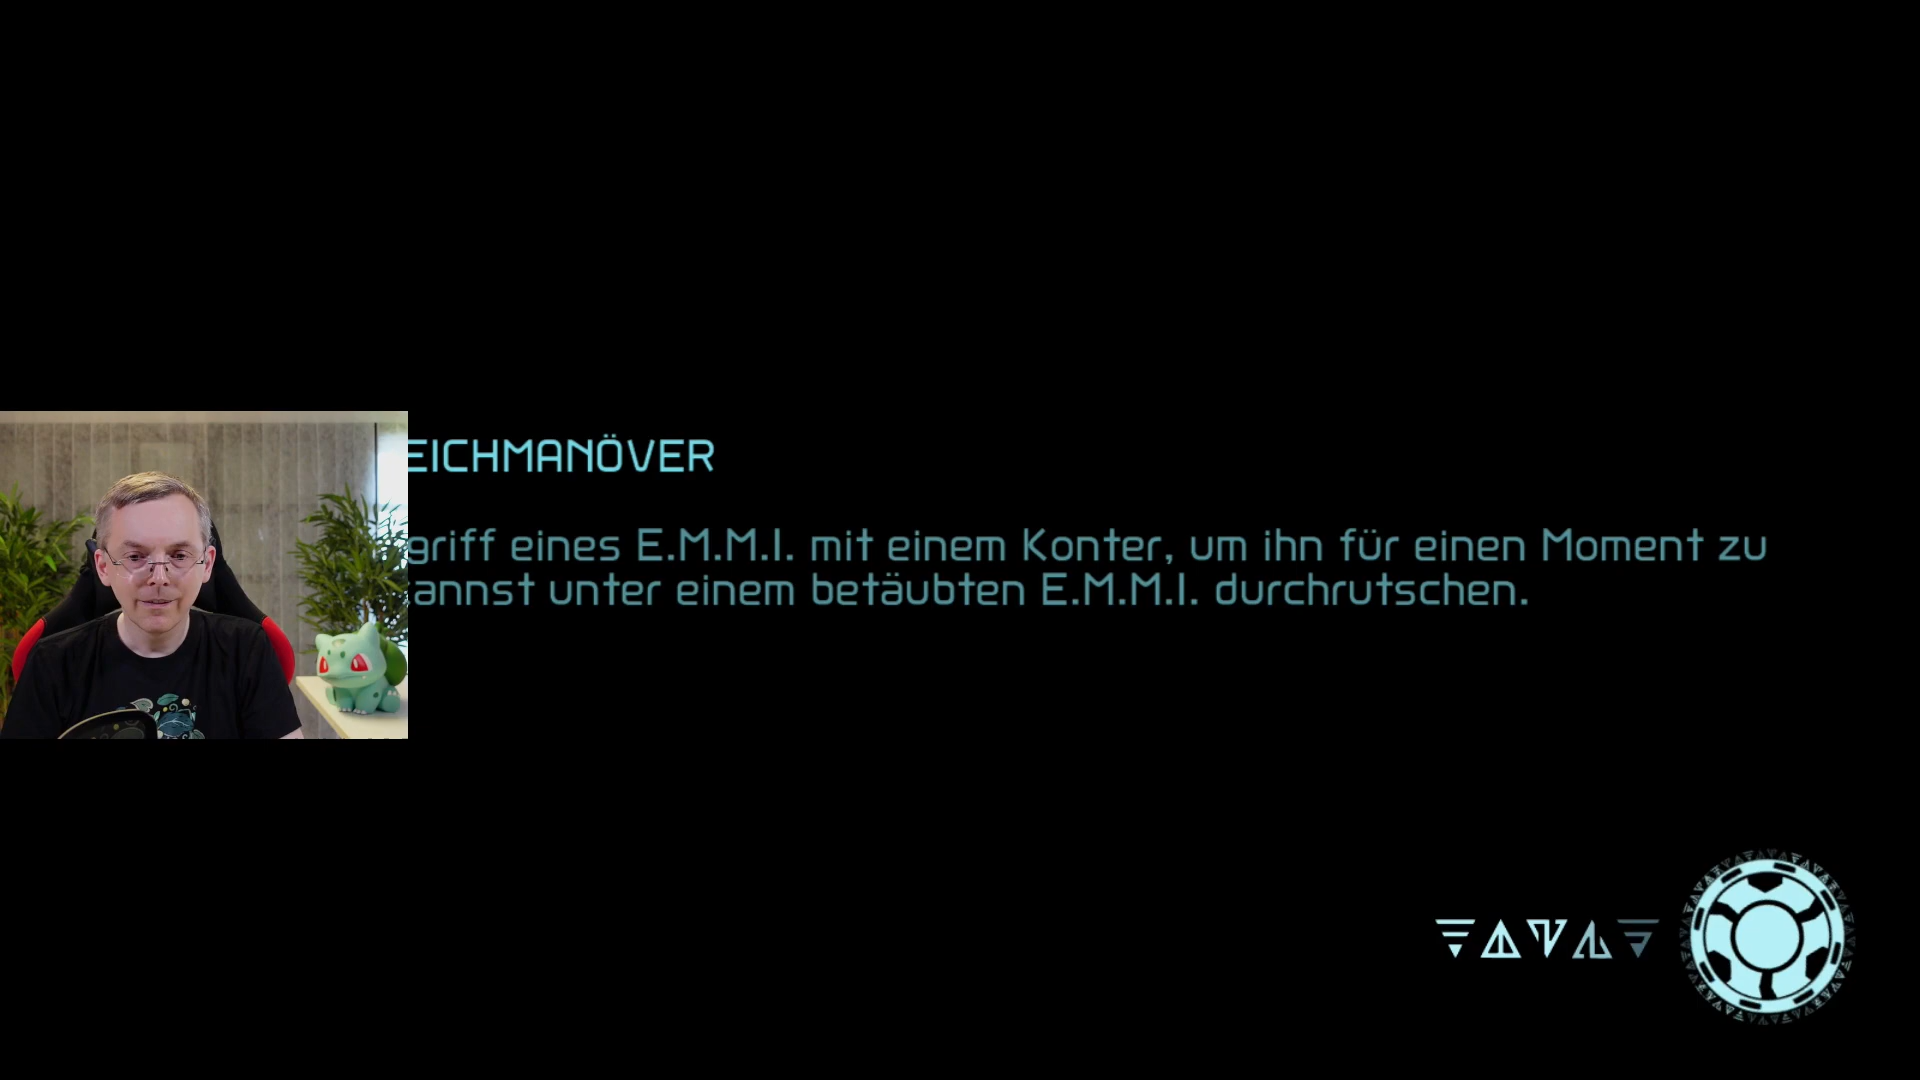 EICHMANÖVER
griff eines E.M.M.I. mit einem Konter, um ihn für einen Moment zu
annst unter einem betäubten E.M.M.I. durchrutschen.